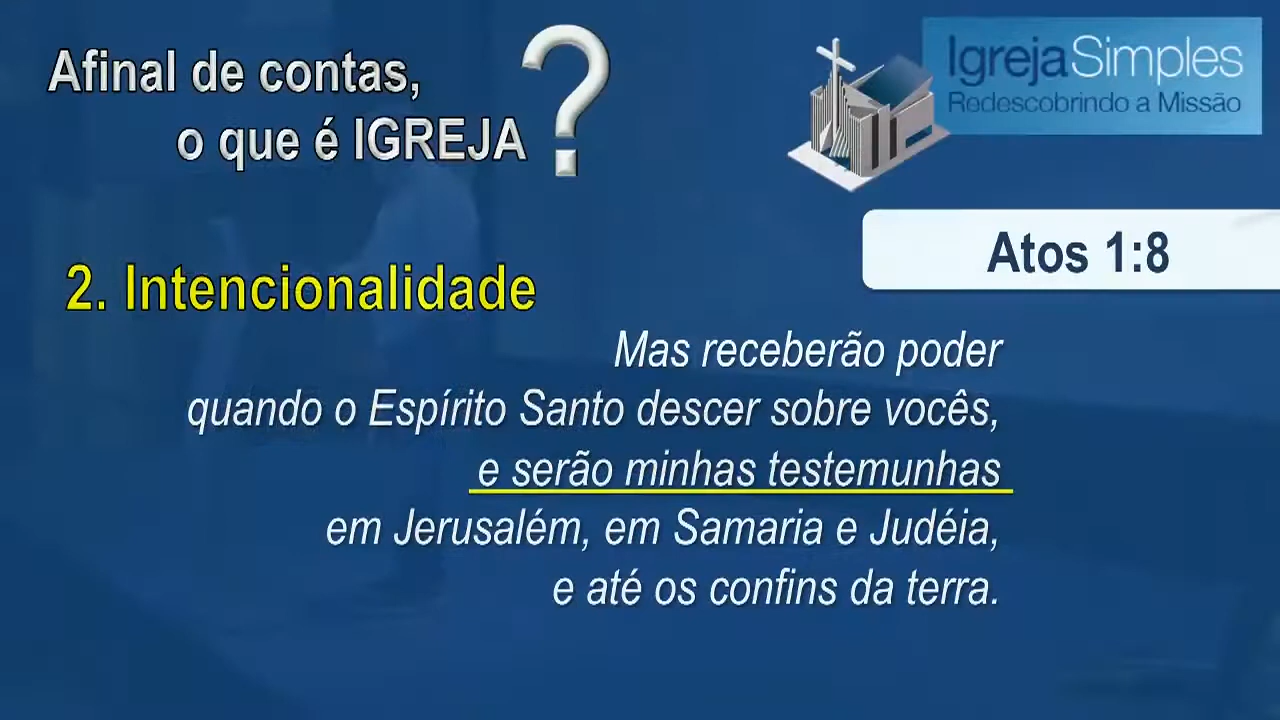 Afinal de contas,
o que é IGREJA?
IgrejaSimples
Redescobrindo a Missão
Atos 1:8
2. Intencionalidade
Mas receberão poder
quando o Espírito Santo descer sobre vocês,
e serão minhas testemunhas
em Jerusalém, em Samaria e Judéia,
e até os confins da terra.